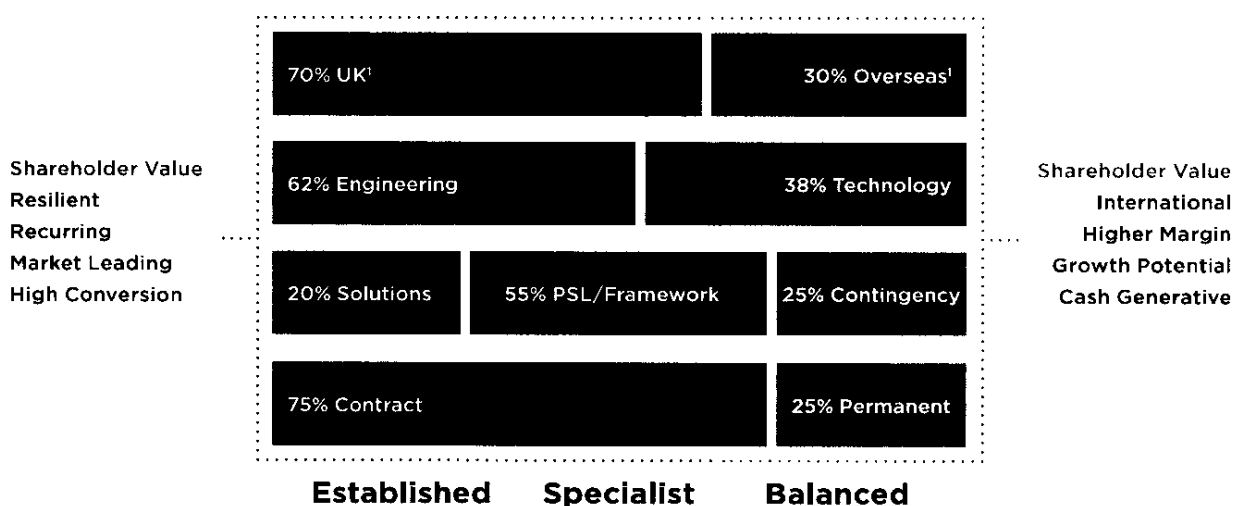 70% UK¹
30% Overseas¹
Shareholder Value
Resilient
Recurring
Market Leading
High Conversion
62% Engineering
38% Technology
20% Solutions
55% PSL/Framework
25% Contingency
75% Contract
25% Permanent
Shareholder Value
International
Higher Margin
Growth Potential
Cash Generative
Established Specialist Balanced